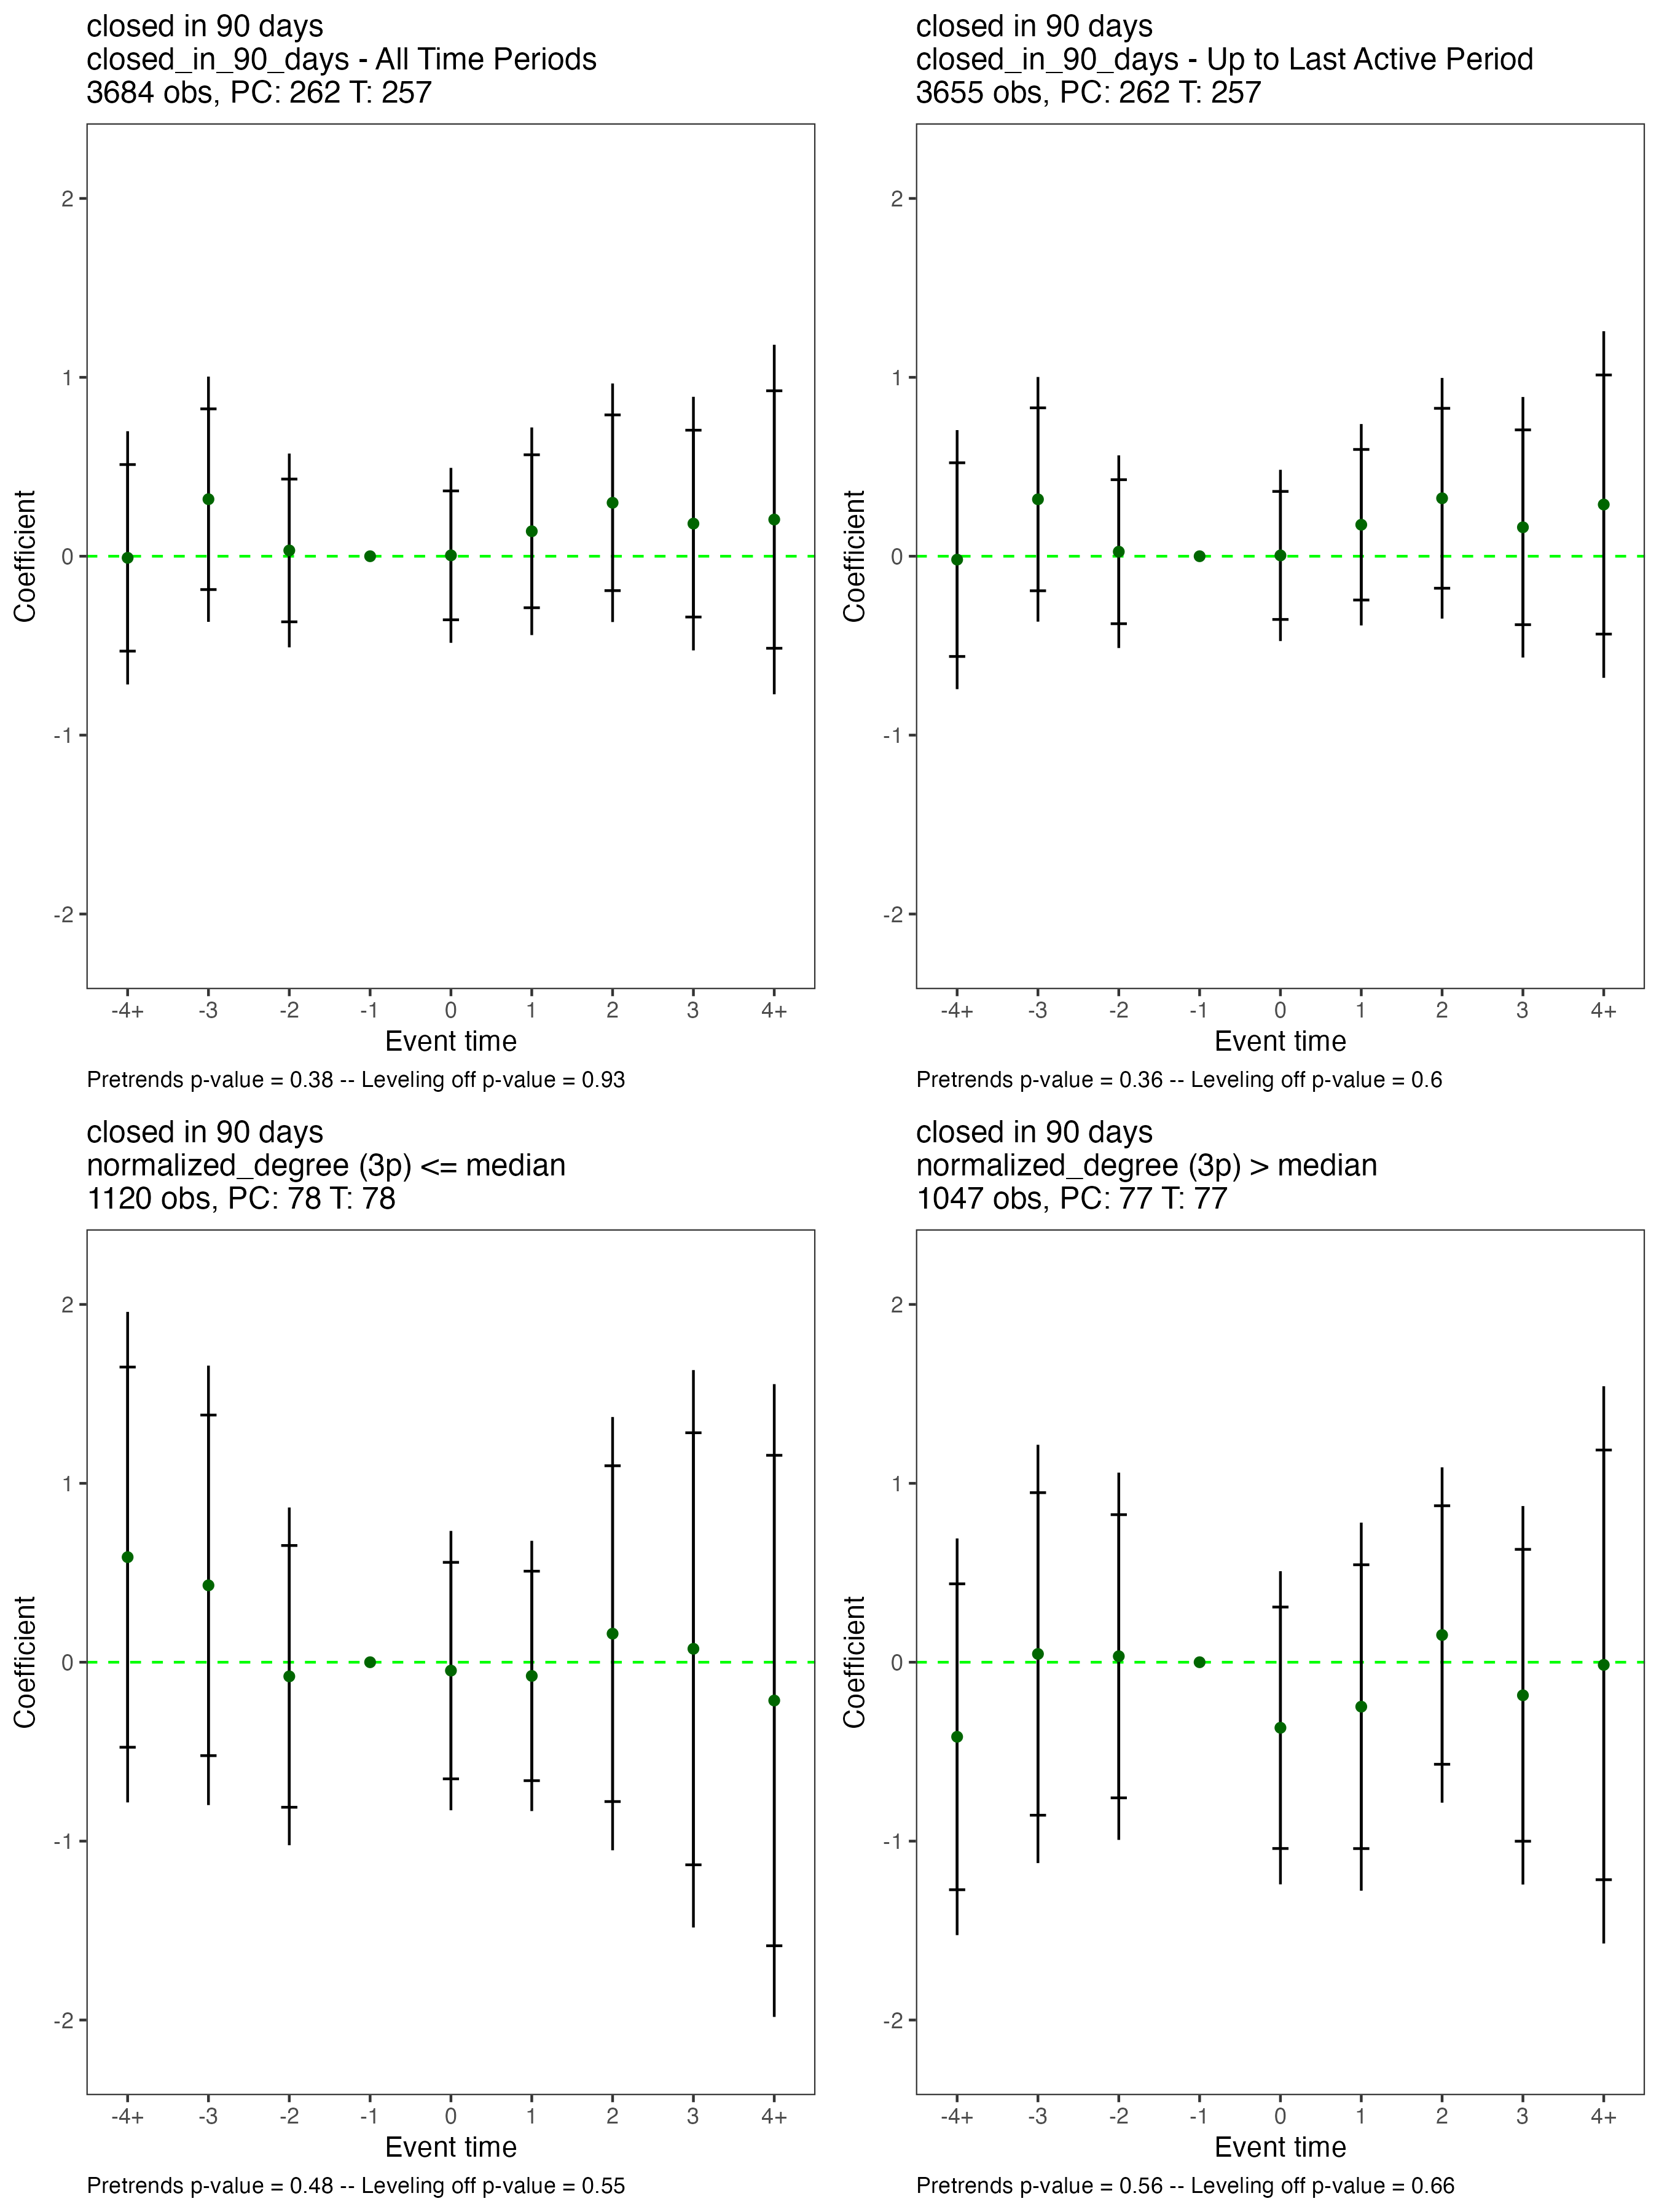 closed in 90 days
closed_in_90_days - All Time Periods
3684 obs, PC: 262 T: 257
2
1
0
-1
-2
Coefficient
-4+ -3 -2 -1 0 1 2 3 4+
Event time
Pretrends p-value = 0.38 -- Leveling off p-value = 0.93
closed in 90 days
closed_in_90_days - Up to Last Active Period
3655 obs, PC: 262 T: 257
2
1
0
-1
-2
Coefficient
-4+ -3 -2 -1 0 1 2 3 4+
Event time
Pretrends p-value = 0.36 -- Leveling off p-value = 0.6
closed in 90 days
normalized_degree (3p) <= median
1120 obs, PC: 78 T: 78
2
1
0
-1
-2
Coefficient
-4+ -3 -2 -1 0 1 2 3 4+
Event time
Pretrends p-value = 0.48 -- Leveling off p-value = 0.55
closed in 90 days
normalized_degree (3p) > median
1047 obs, PC: 77 T: 77
2
1
0
-1
-2
Coefficient
-4+ -3 -2 -1 0 1 2 3 4+
Event time
Pretrends p-value = 0.56 -- Leveling off p-value = 0.66